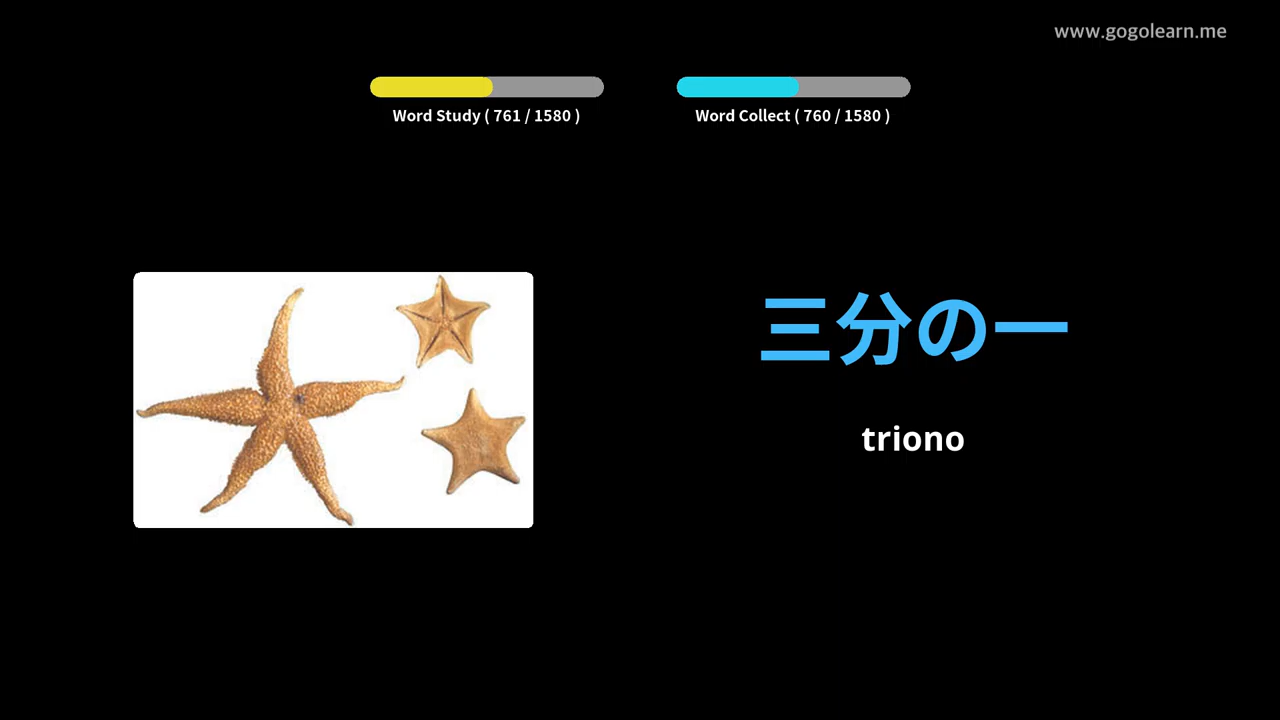 www.gogolearn.me
Word Study ( 761 / 1580 )
Word Collect ( 760 / 1580 )
三分の一
triono